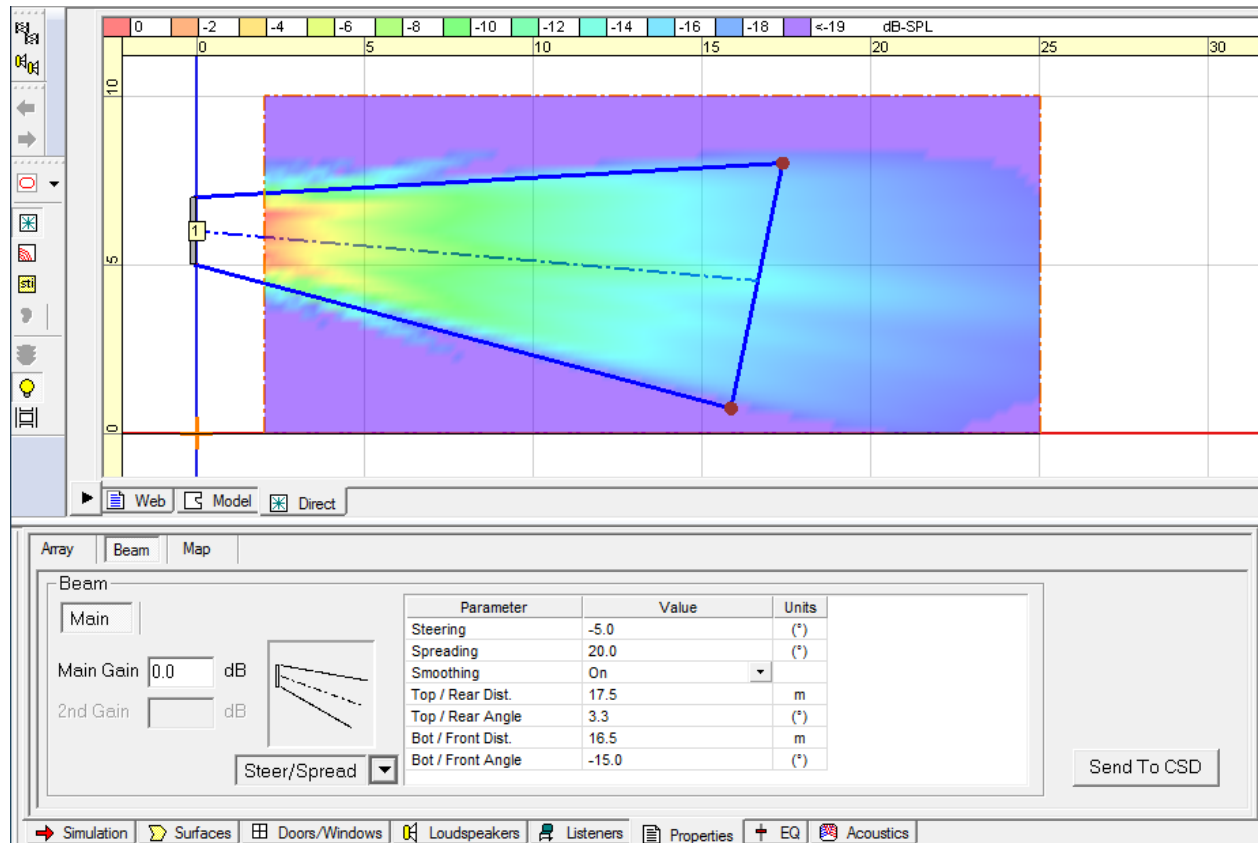 0 -2 -4 -6 -8 -10 -12 -14 -16 -18 <-19 dB-SPL
0 5 10 15 20 25 30
10
1
5
0
sti
Web Model Direct
Array Beam Map
Beam
Main
Main Gain 0.0 dB
2nd Gain dB
Steer/Spread
Parameter Value Units
Steering -5.0 (°)
Spreading 20.0 (°)
Smoothing On
Top / Rear Dist. 17.5 m
Top / Rear Angle 3.3 (°)
Bot / Front Dist. 16.5 m
Bot / Front Angle -15.0 (°)
Send To CSD
Simulation Surfaces Doors/Windows Loudspeakers Listeners Properties EQ Acoustics